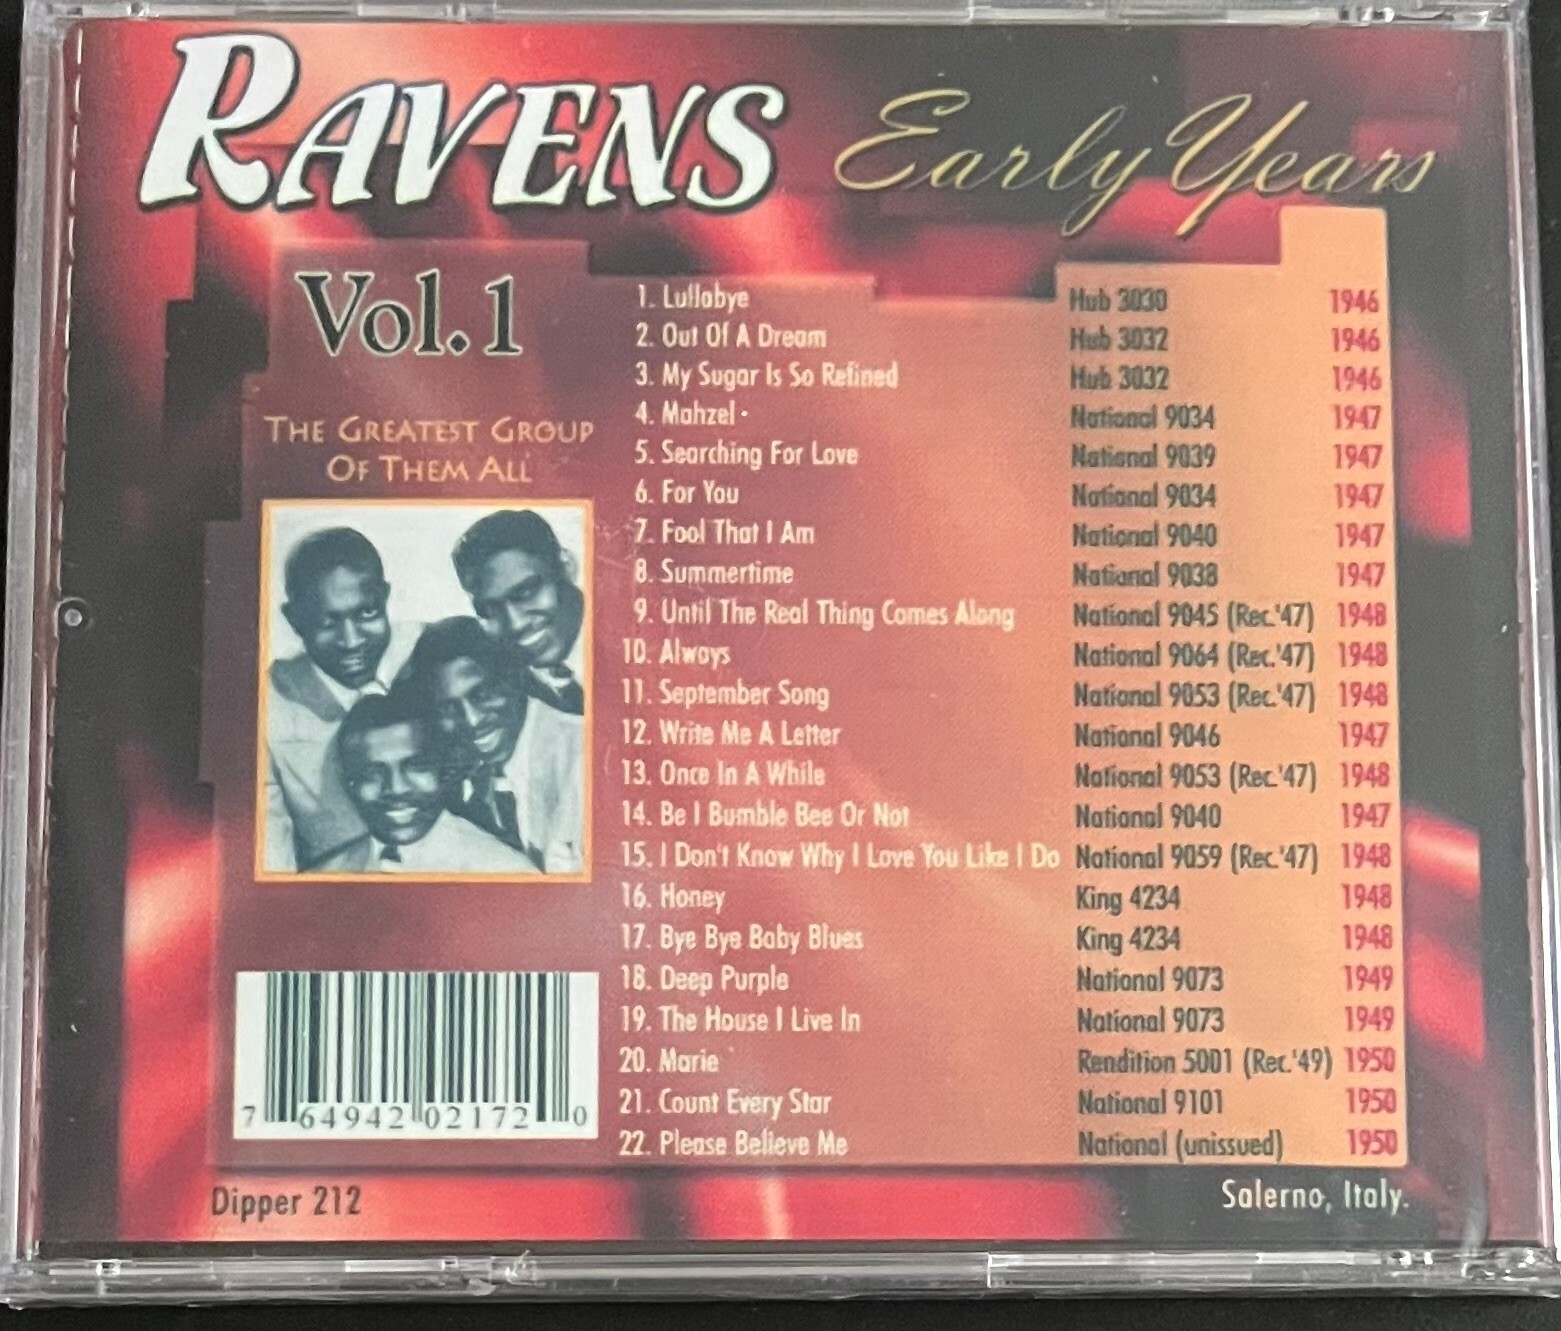 RAVENS Early Years
Vol. 1
THE GREATEST GROUP
OF THEM ALL
1. Lullabye Hub 3030 1946
2. Out Of A Dream Hub 3032 1946
3. My Sugar Is So Refined Hub 3032 1946
4. Mahzel National 9034 1947
5. Searching For Love National 9039 1947
6. For You National 9034 1947
7. Fool That I Am National 9040 1947
8. Summertime National 9038 1947
9. Until The Real Thing Comes Along National 9045 (Rec.'47) 1948
10. Always National 9064 (Rec.'47) 1948
11. September Song National 9053 (Rec.'47) 1948
12. Write Me A Letter National 9046 1947
13. Once In A While National 9053 (Rec.'47) 1948
14. Be I Bumble Bee Or Not National 9040 1947
15. I Don't Know Why I Love You Like I Do National 9059 (Rec.'47) 1948
16. Honey King 4234 1948
17. Bye Bye Baby Blues King 4234 1948
18. Deep Purple National 9073 1949
19. The House I Live In National 9073 1949
20. Marie Rendition 5001 (Rec.'49) 1950
21. Count Every Star National 9101 1950
22. Please Believe Me National (unissued) 1950
7 64942 02172 0
Dipper 212 Salerno, Italy.